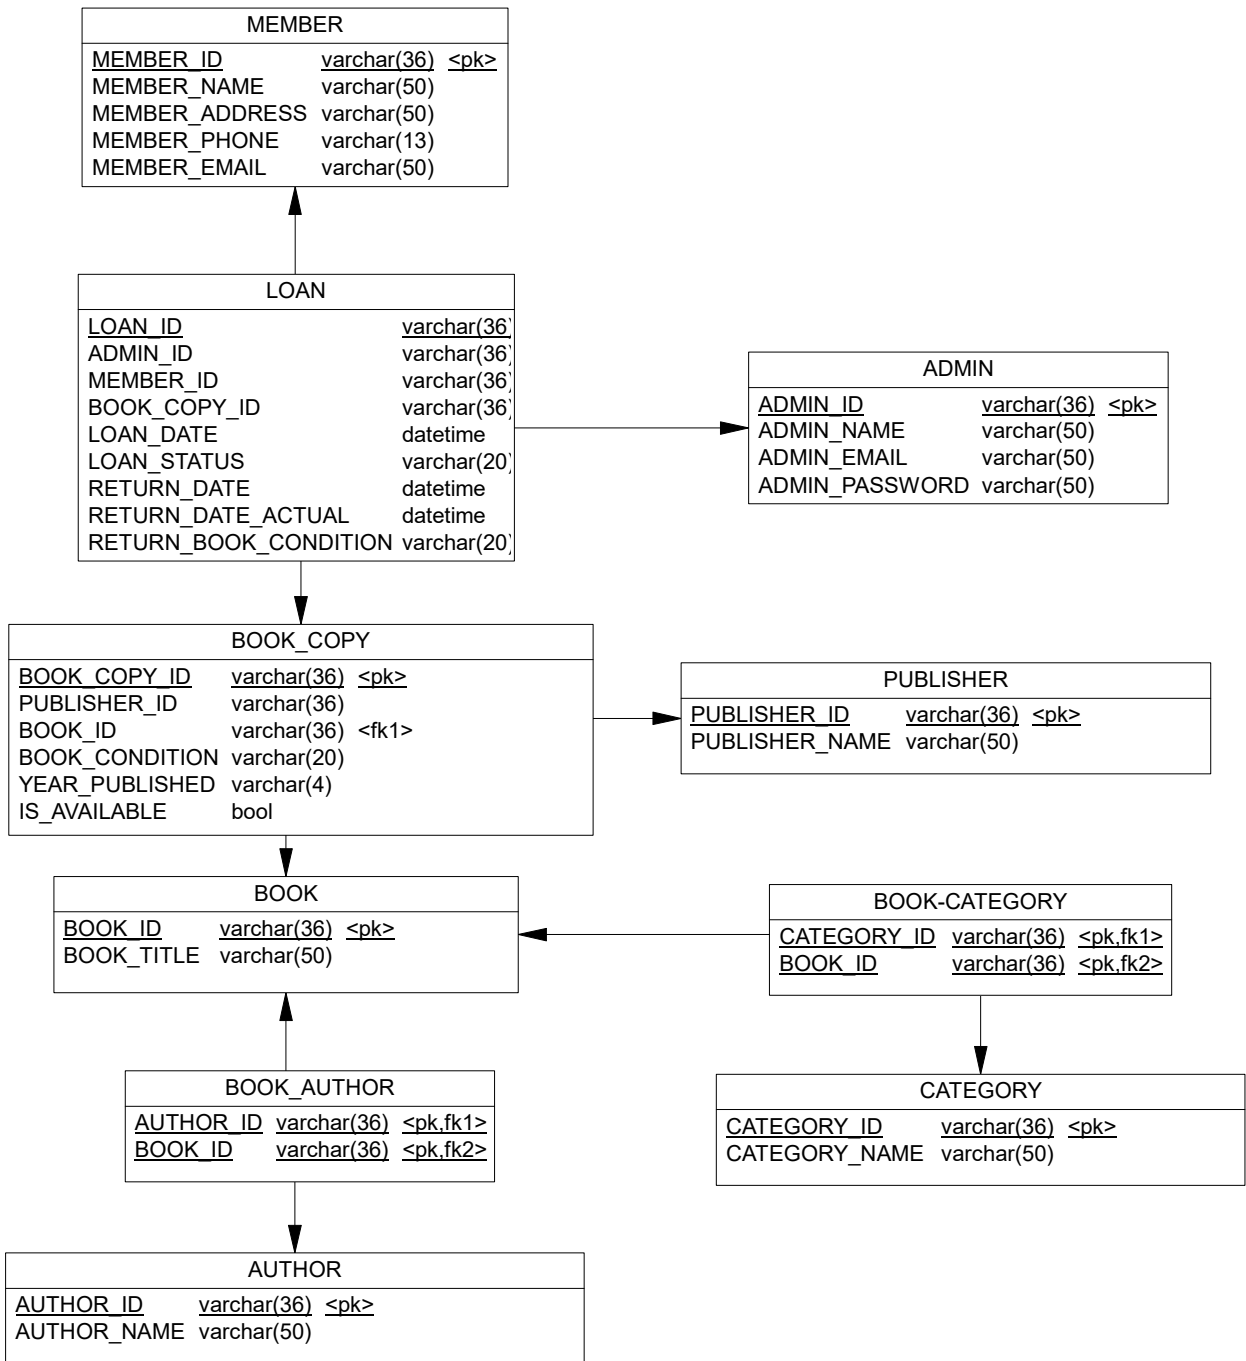 MEMBER
MEMBER_ID varchar(36) <pk>
MEMBER_NAME varchar(50)
MEMBER_ADDRESS varchar(50)
MEMBER_PHONE varchar(13)
MEMBER_EMAIL varchar(50)
LOAN
LOAN_ID varchar(36)
ADMIN_ID varchar(36)
MEMBER_ID varchar(36)
BOOK_COPY_ID varchar(36)
LOAN_DATE datetime
LOAN_STATUS varchar(20)
RETURN_DATE datetime
RETURN_DATE_ACTUAL datetime
RETURN_BOOK_CONDITION varchar(20)
ADMIN
ADMIN_ID varchar(36) <pk>
ADMIN_NAME varchar(50)
ADMIN_EMAIL varchar(50)
ADMIN_PASSWORD varchar(50)
BOOK_COPY
BOOK_COPY_ID varchar(36) <pk>
PUBLISHER_ID varchar(36)
BOOK_ID varchar(36) <fk1>
BOOK_CONDITION varchar(20)
YEAR_PUBLISHED varchar(4)
IS_AVAILABLE bool
PUBLISHER
PUBLISHER_ID varchar(36) <pk>
PUBLISHER_NAME varchar(50)
BOOK
BOOK_ID varchar(36) <pk>
BOOK_TITLE varchar(50)
BOOK-CATEGORY
CATEGORY_ID varchar(36) <pk,fk1>
BOOK_ID varchar(36) <pk,fk2>
BOOK_AUTHOR
AUTHOR_ID varchar(36) <pk,fk1>
BOOK_ID varchar(36) <pk,fk2>
CATEGORY
CATEGORY_ID varchar(36) <pk>
CATEGORY_NAME varchar(50)
AUTHOR
AUTHOR_ID varchar(36) <pk>
AUTHOR_NAME varchar(50)